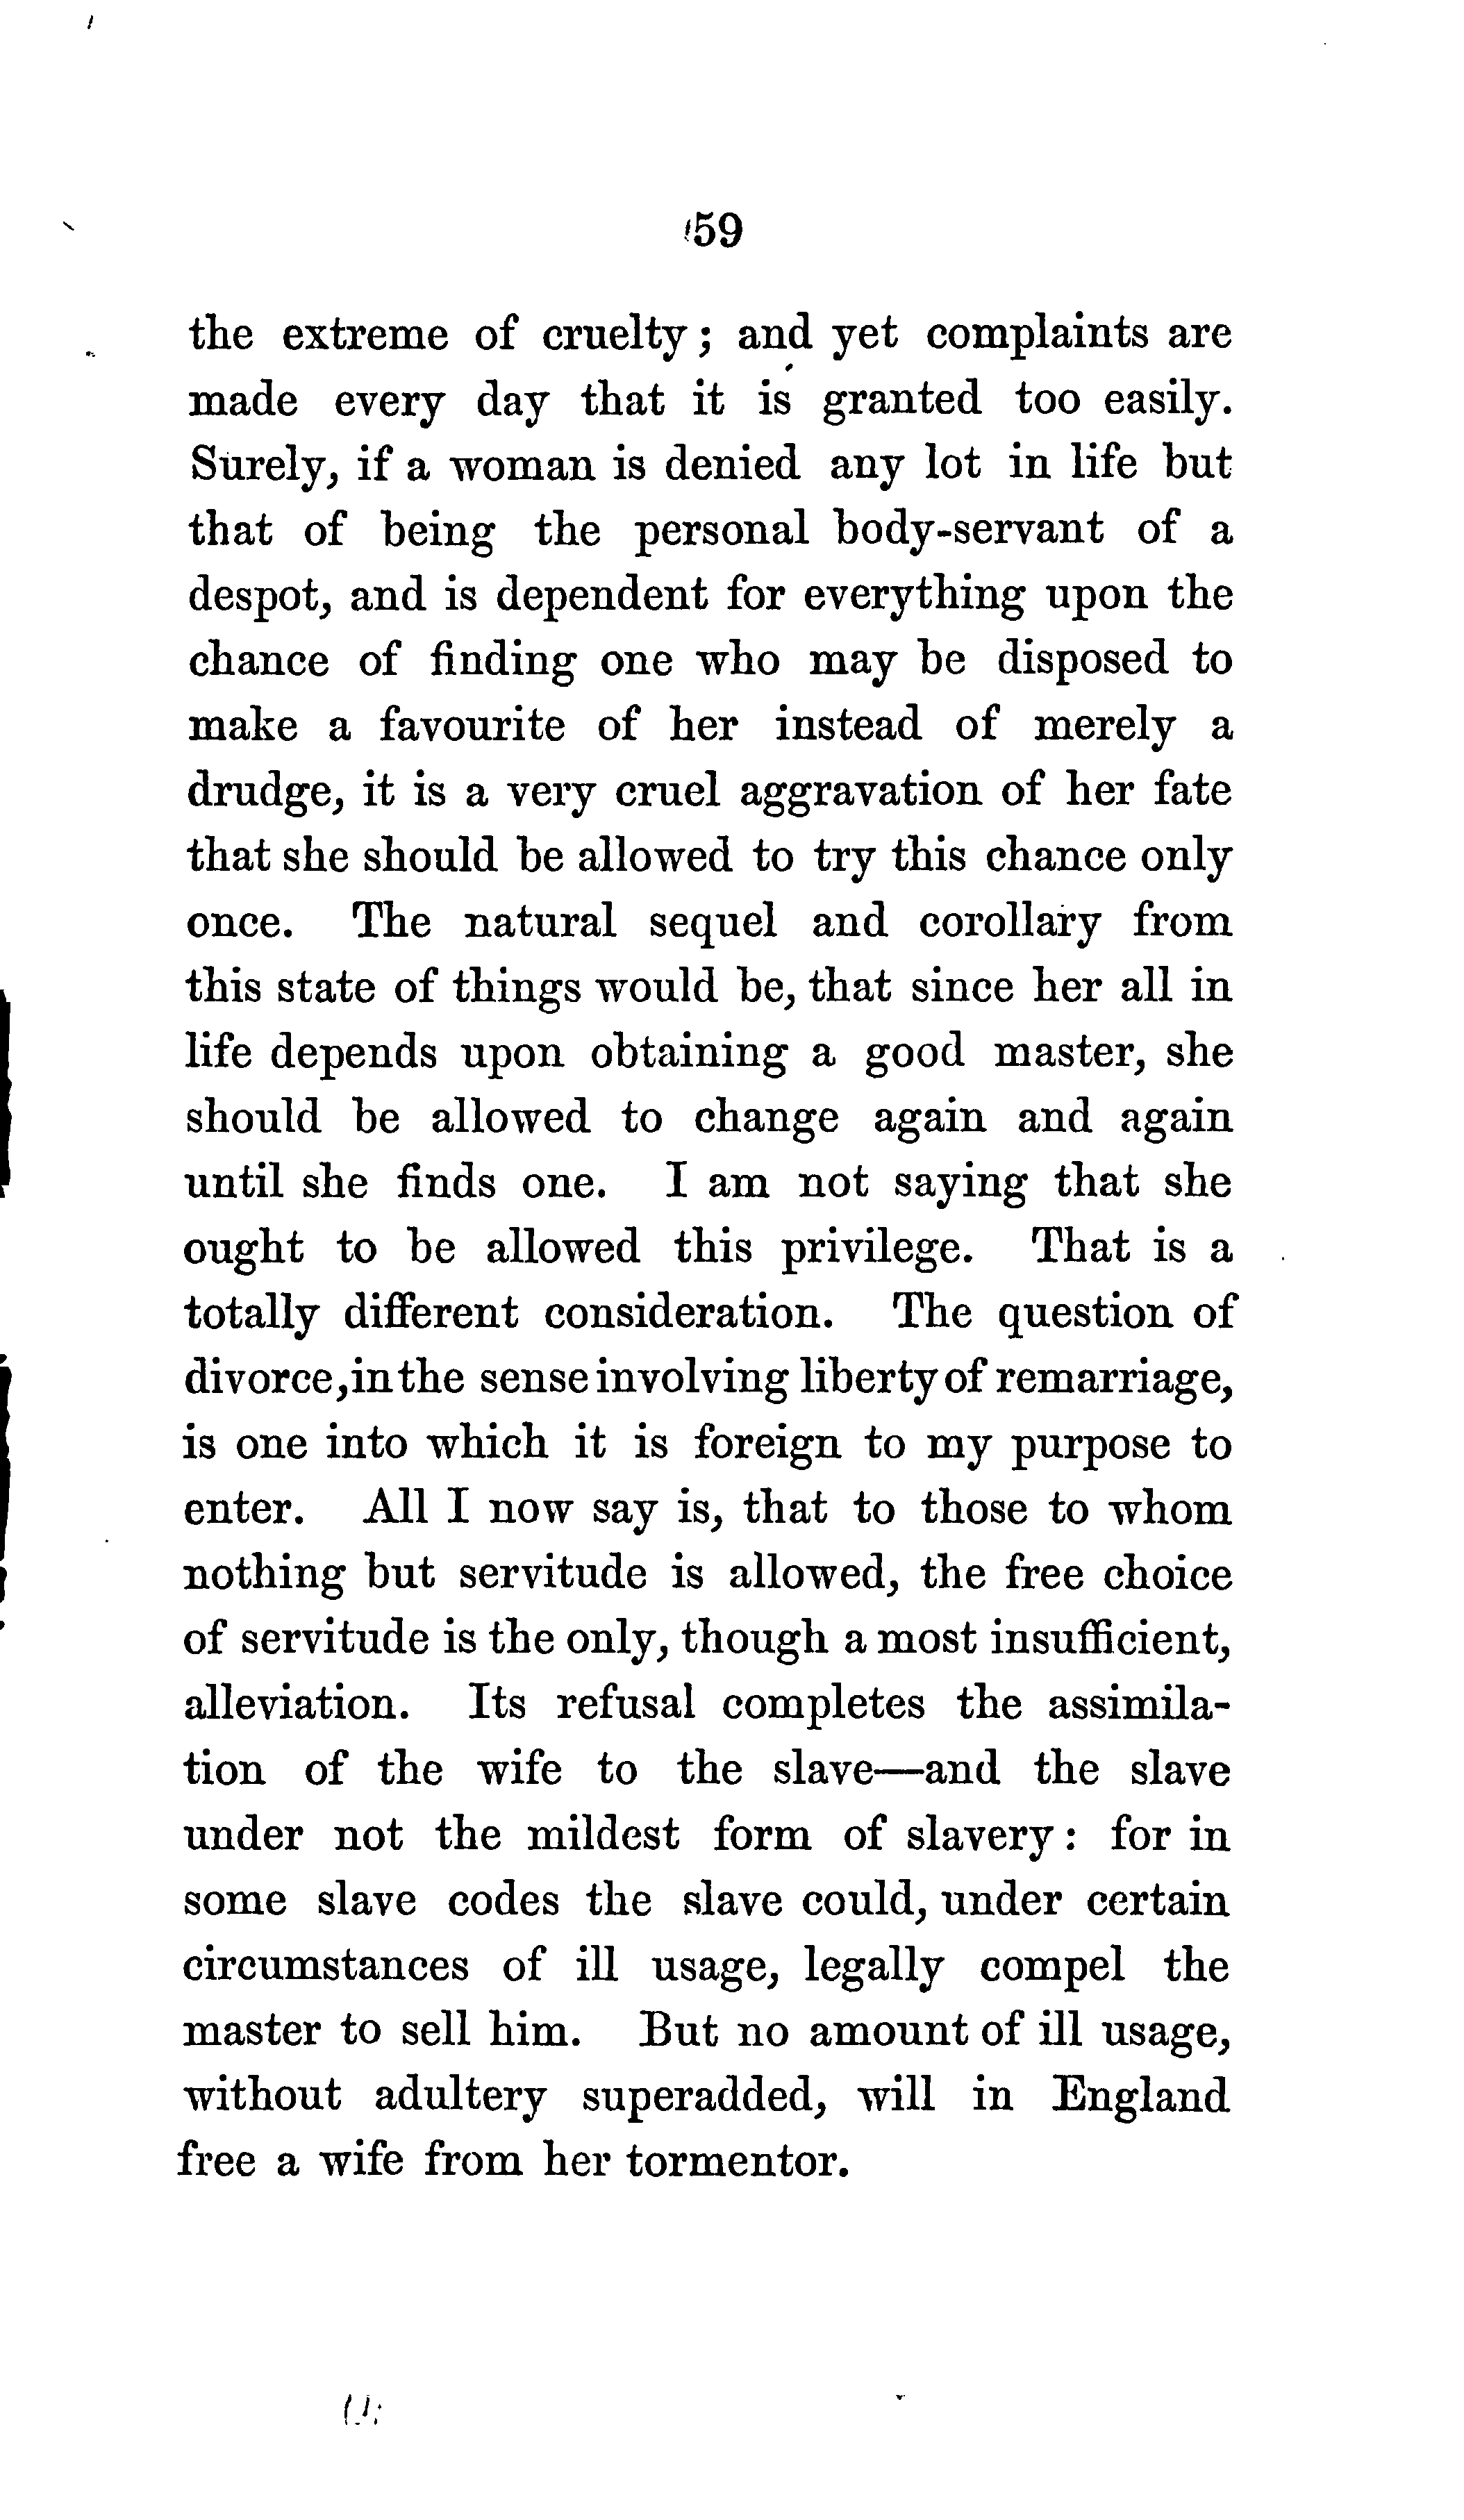 59
the extreme of cruelty; and yet complaints are
made every day that it is granted too easily.
Surely, if a woman is denied any lot in life but
that of being the personal body-servant of a
despot, and is dependent for everything upon the
chance of finding one who may be disposed to
make a favourite of her instead of merely a
drudge, it is a very cruel aggravation of her fate
that she should be allowed to try this chance only
once. The natural sequel and corollary from
this state of things would be, that since her all in
life depends upon obtaining a good master, she
should be allowed to change again and again
until she finds one. I am not saying that she
ought to be allowed this privilege. That is a
totally different consideration. The question of
divorce, in the sense involving liberty of remarriage,
is one into which it is foreign to my purpose to
enter. All I now say is, that to those to whom
nothing but servitude is allowed, the free choice
of servitude is the only, though a most insufficient,
alleviation. Its refusal completes the assimila-
tion of the wife to the slave—and the slave
under not the mildest form of slavery: for in
some slave codes the slave could, under certain
circumstances of ill usage, legally compel the
master to sell him. But no amount of ill usage,
without adultery superadded, will in England
free a wife from her tormentor.